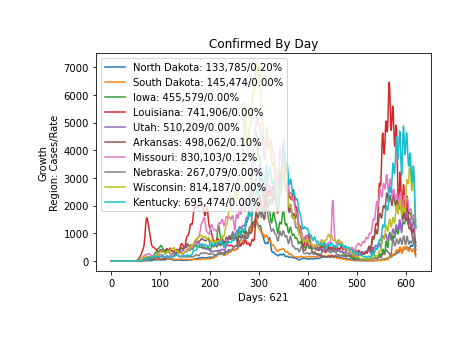 Confirmed By Day
7000
6000
5000
4000
3000
2000
1000
0
Growth
Region: Cases/Rate
North Dakota: 133,785/0.20%
South Dakota: 145,474/0.00%
Iowa: 455,579/0.00%
Louisiana: 741,906/0.00%
Utah: 510,209/0.00%
Arkansas: 498,062/0.10%
Missouri: 830,103/0.12%
Nebraska: 267,079/0.00%
Wisconsin: 814,187/0.00%
Kentucky: 695,474/0.00%
0 100 200 300 400 500 600
Days: 621